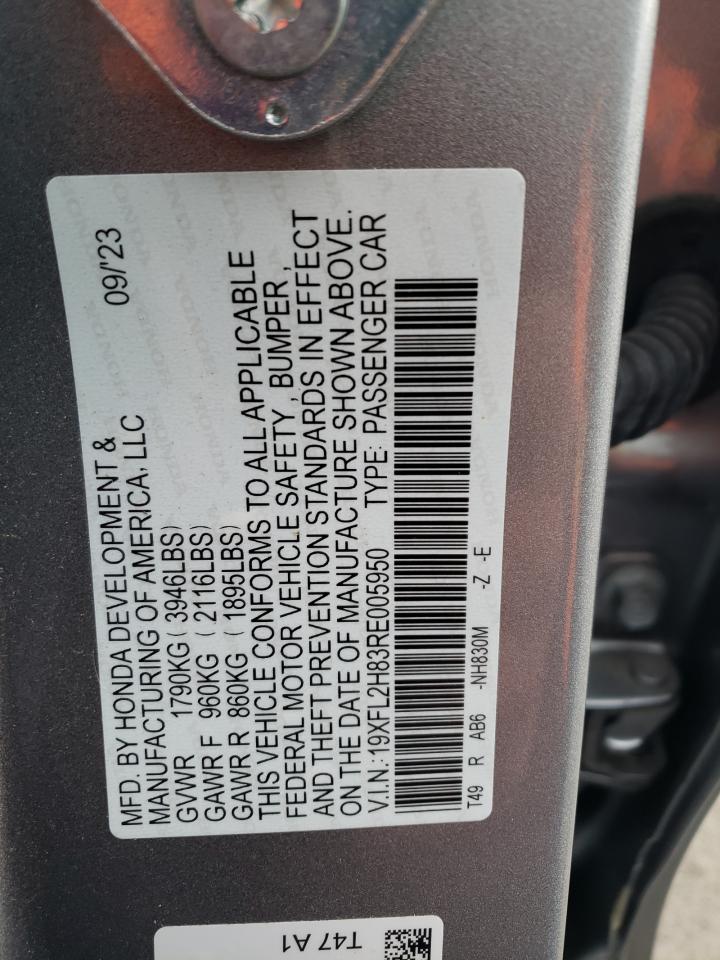 MFD. BY HONDA DEVELOPMENT & 09/'23
MANUFACTURING OF AMERICA, LLC
GVWR 1790KG ( 3946LBS)
GAWR F 960KG ( 2116LBS)
GAWR R 860KG ( 1895LBS)
THIS VEHICLE CONFORMS TO ALL APPLICABLE
FEDERAL MOTOR VEHICLE SAFETY , BUMPER ,
AND THEFT PREVENTION STANDARDS IN EFFECT
ON THE DATE OF MANUFACTURE SHOWN ABOVE.
V.I.N.: 19XFL2H83RE005950 TYPE: PASSENGER CAR
T49 R AB6 -NH830M -Z -E
T47 A1